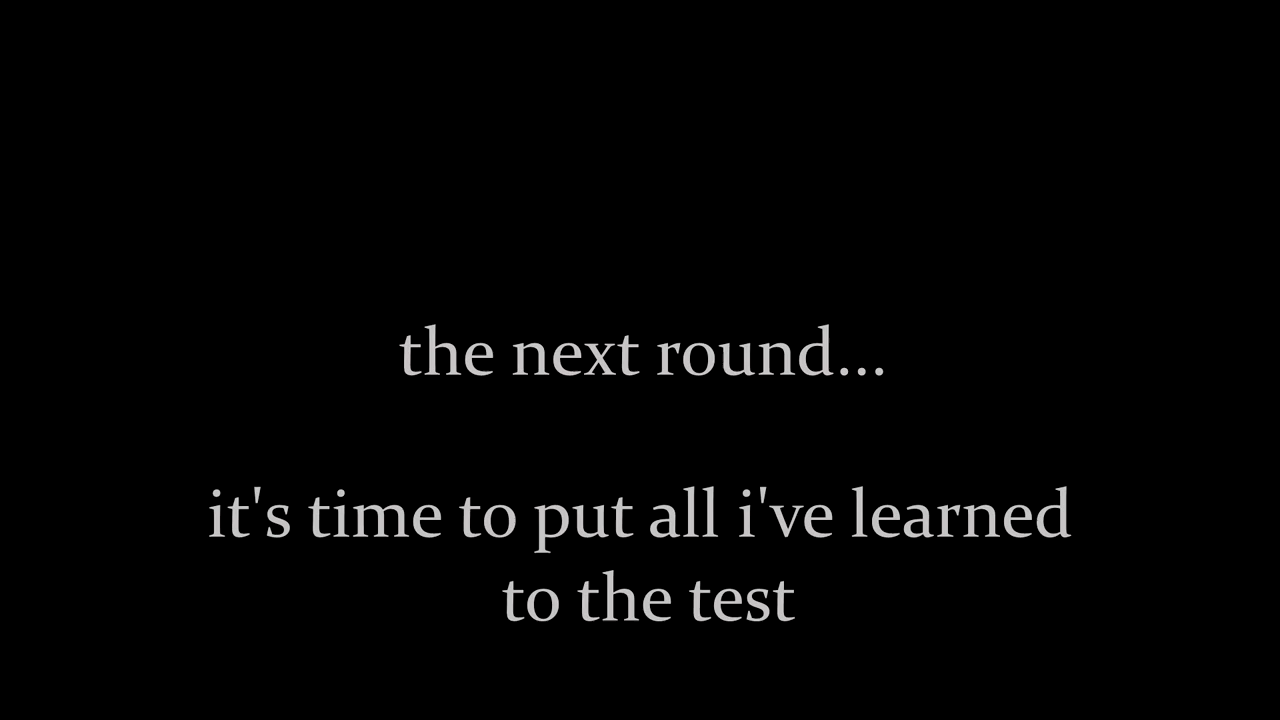 the next round...
it's time to put all i've learned
to the test